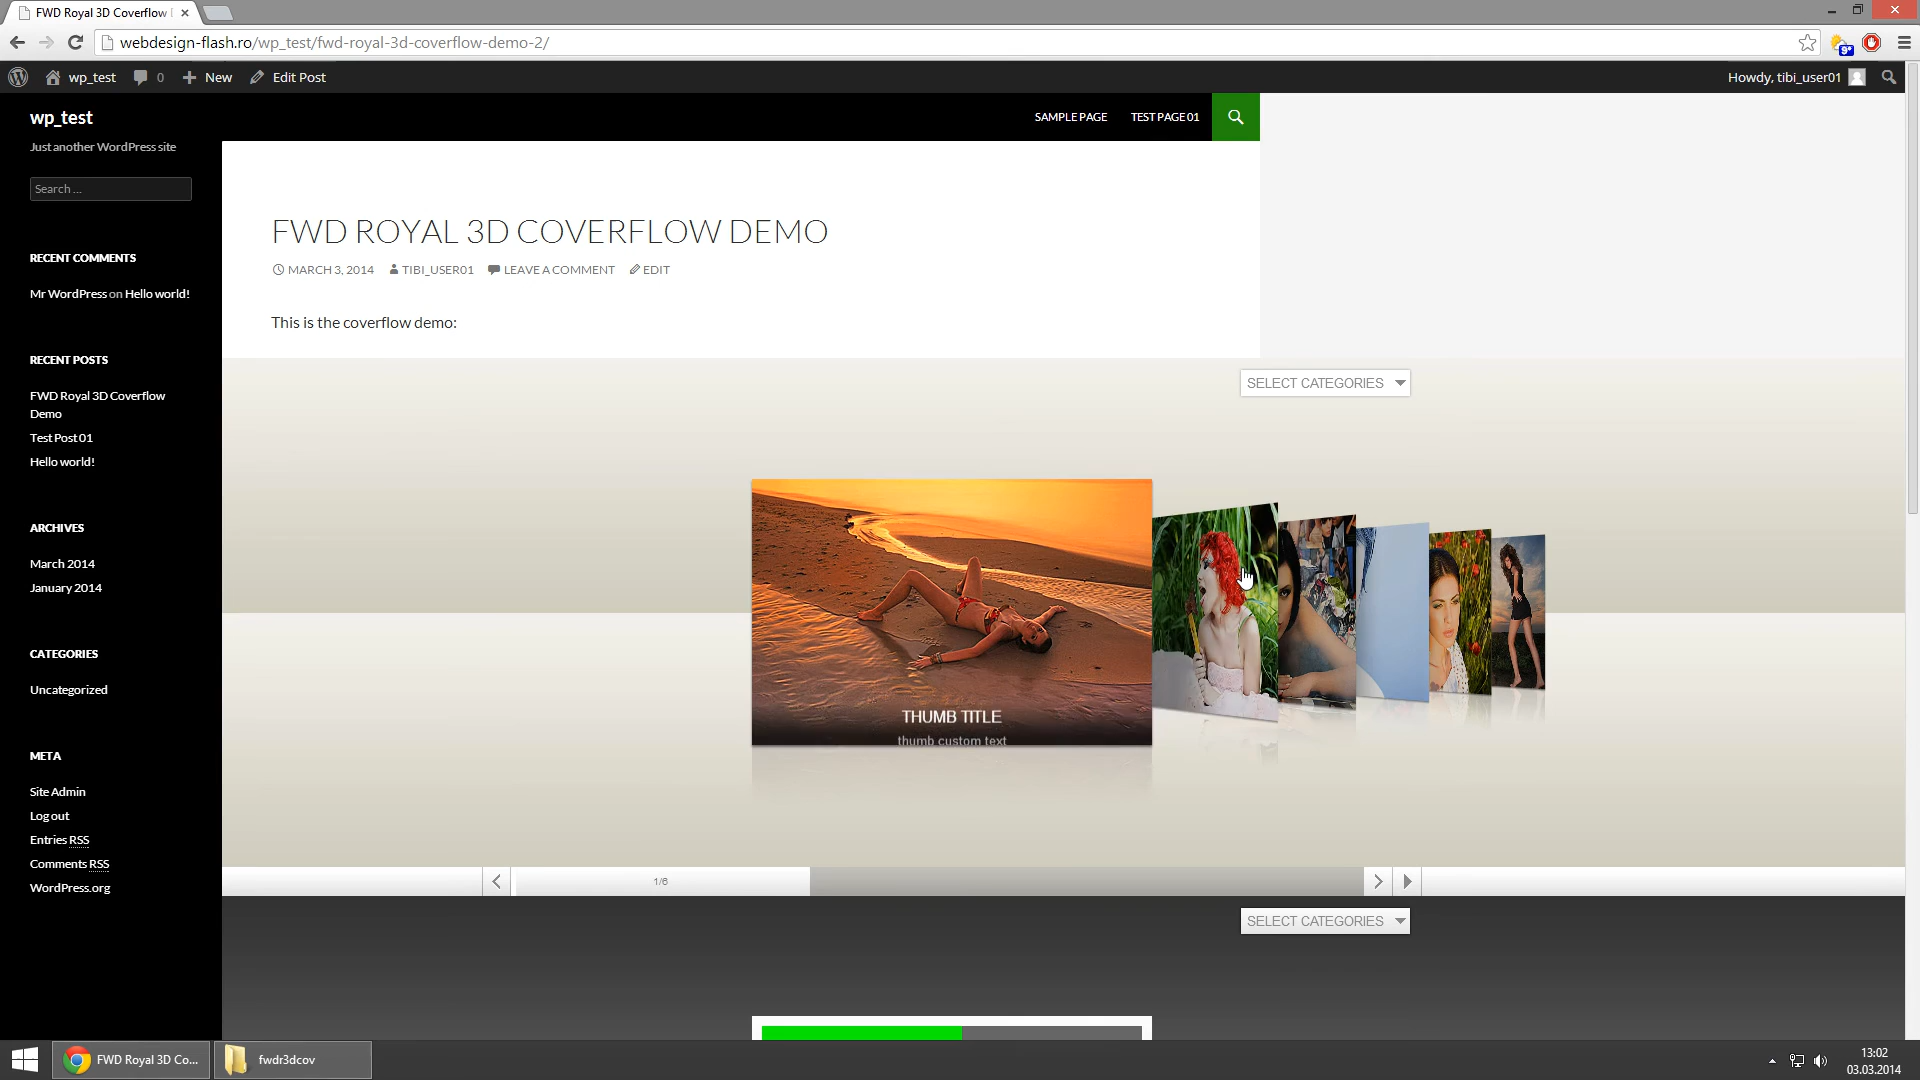 FWD Royal 3D Coverflow
webdesign-flash.ro/wp_test/fwd-royal-3d-coverflow-demo-2/
9°
wp_test 0 New Edit Post Howdy, tibi_user01
wp_test SAMPLE PAGE TEST PAGE 01
Just another WordPress site
Search ...
FWD ROYAL 3D COVERFLOW DEMO
MARCH 3, 2014 TIBI_USER01 LEAVE A COMMENT EDIT
This is the coverflow demo:
RECENT COMMENTS
Mr WordPress on Hello world!
RECENT POSTS
FWD Royal 3D Coverflow
Demo
Test Post 01
Hello world!
ARCHIVES
March 2014
January 2014
CATEGORIES
Uncategorized
META
Site Admin
Log out
Entries RSS
Comments RSS
WordPress.org
SELECT CATEGORIES
THUMB TITLE
thumb custom text
1/6
SELECT CATEGORIES
FWD Royal 3D Co... fwdr3dcov
13:02
03.03.2014